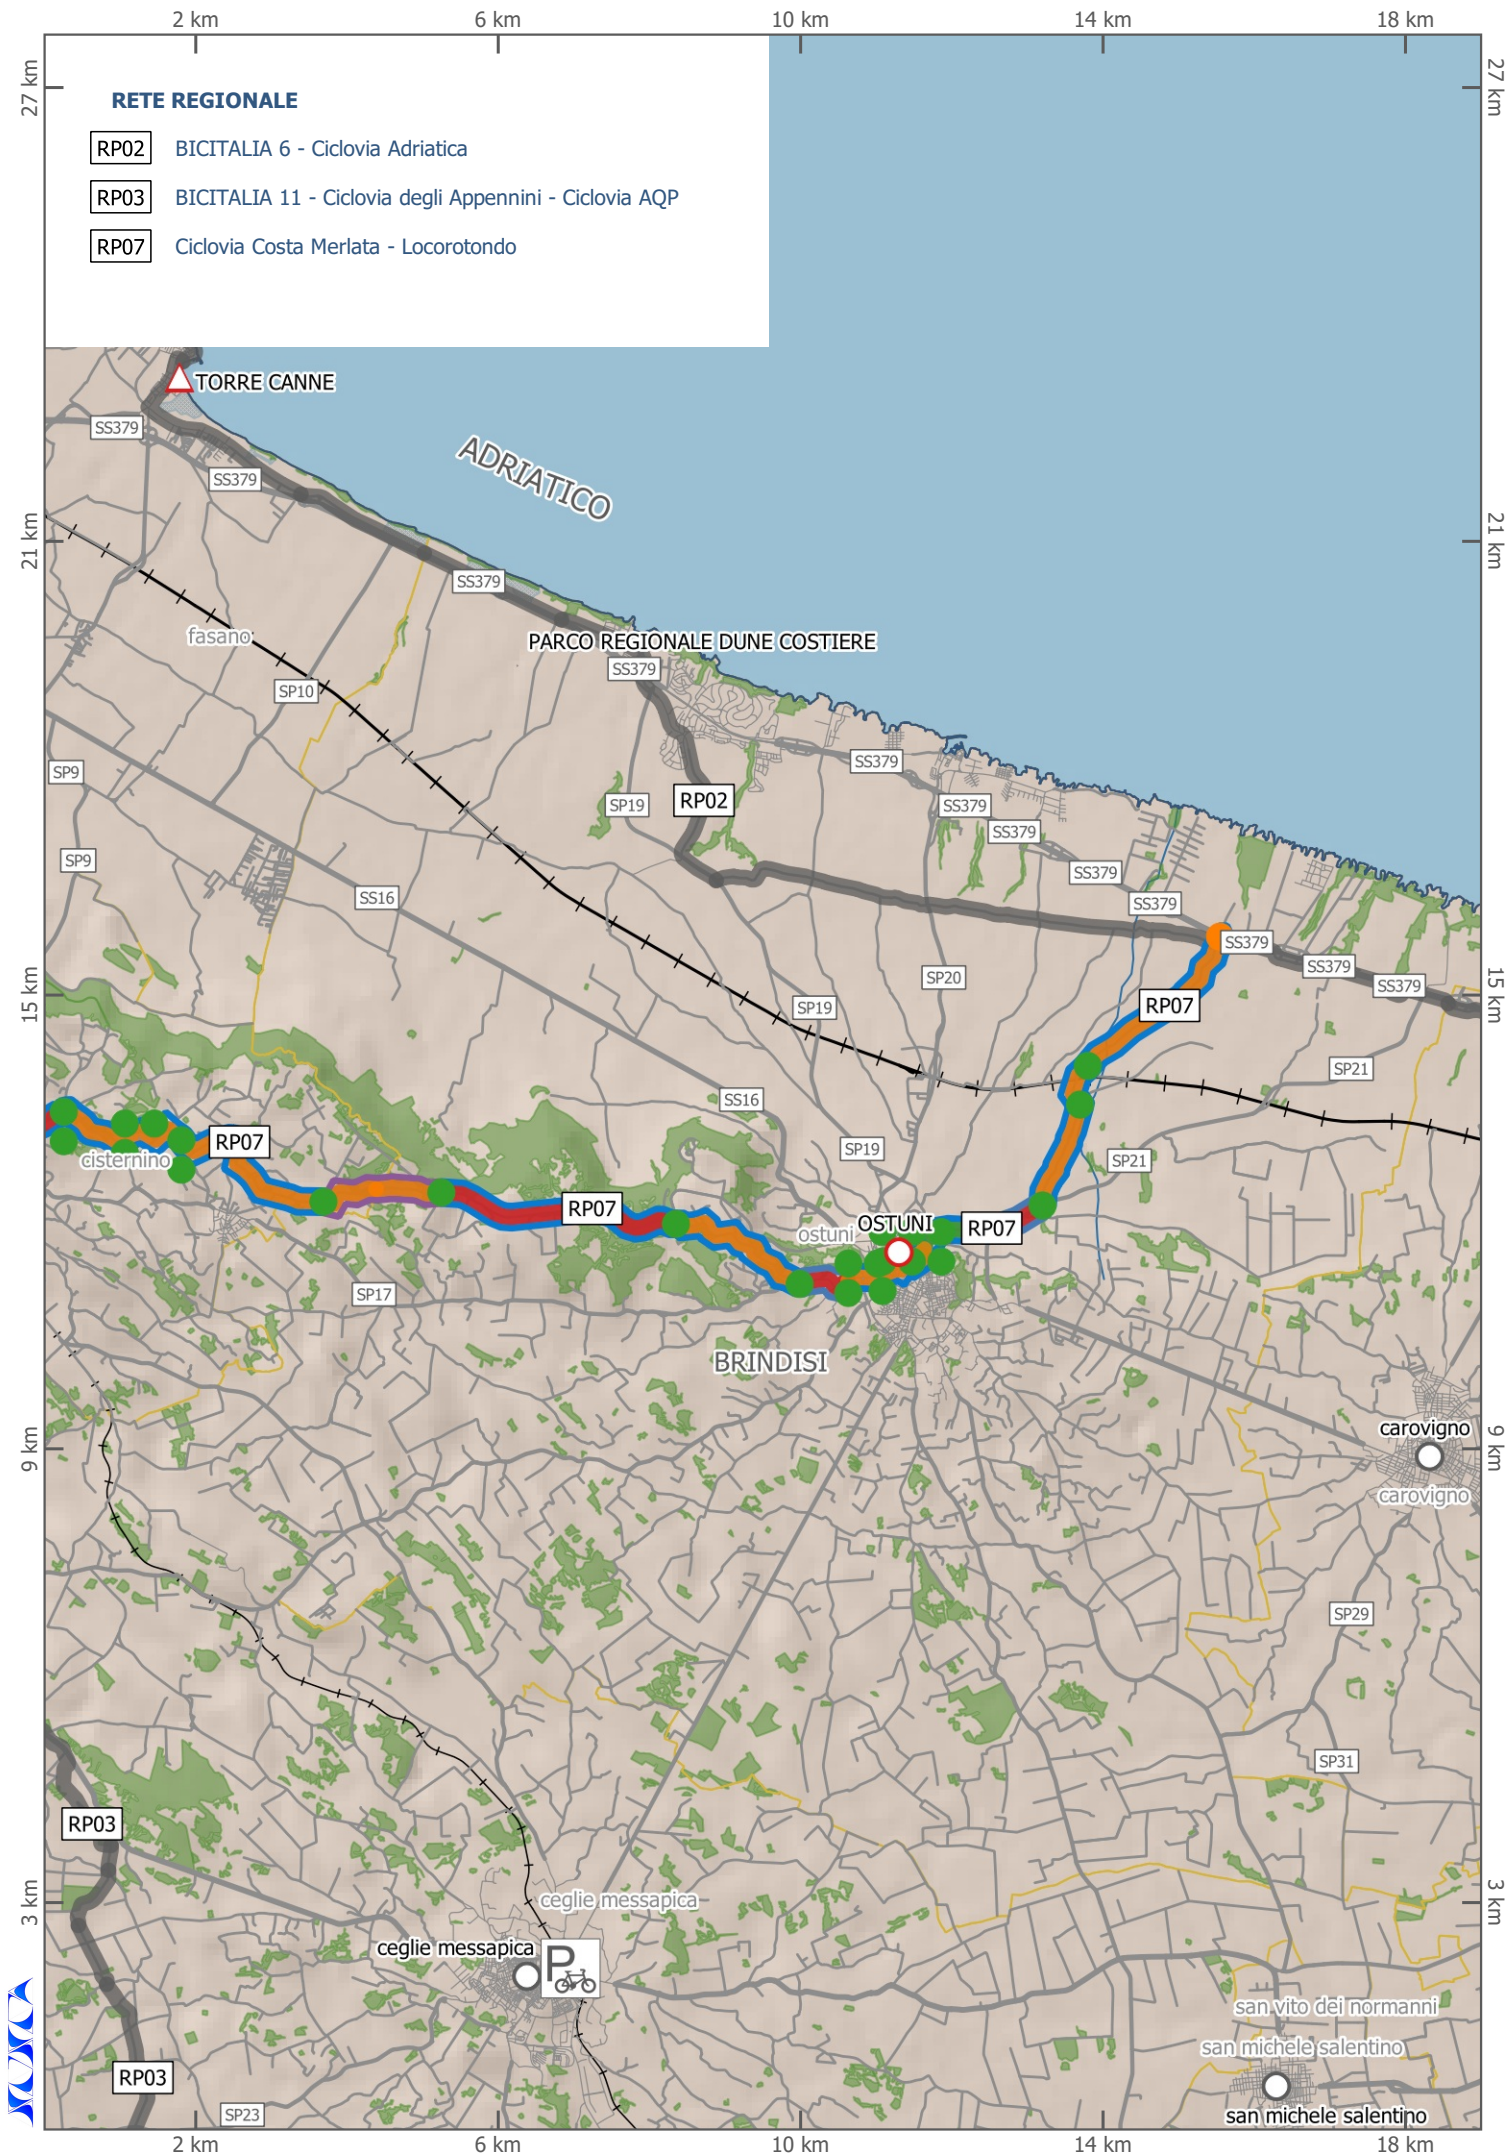 2 km
6 km
10 km
14 km
18 km
27 km
27 km
RETE REGIONALE
RP02
BICITALIA 6 - Ciclovia Adriatica
RP03
BICITALIA 11 - Ciclovia degli Appennini - Ciclovia AQP
RP07
Ciclovia Costa Merlata - Locorotondo
TORRE CANNE
SS379
ADRIATICO
SS379
21 km
21 km
SS379
fasano
PARCO REGIONALE DUNE COSTIERE
SS379
SP10
SP9
SS379
RP02
SP19
SS379
SS379
SP9
SS379
SS16
SS379
SS379
SS379
SP20
SS379
15 km
15 km
RP07
SP19
SP21
SS16
RP07
SP19
cisternino
SP21
RP07
OSTUNI
RP07
ostuni
SP17
BRINDISI
carovigno
9 km
9 km
carovigno
SP29
SP31
RP03
3 km
3 km
ceglie messapica
ceglie messapica
P
san vito dei normanni
san michele salentino
RP03
SP23
san michele salentino
2 km
6 km
10 km
14 km
18 km